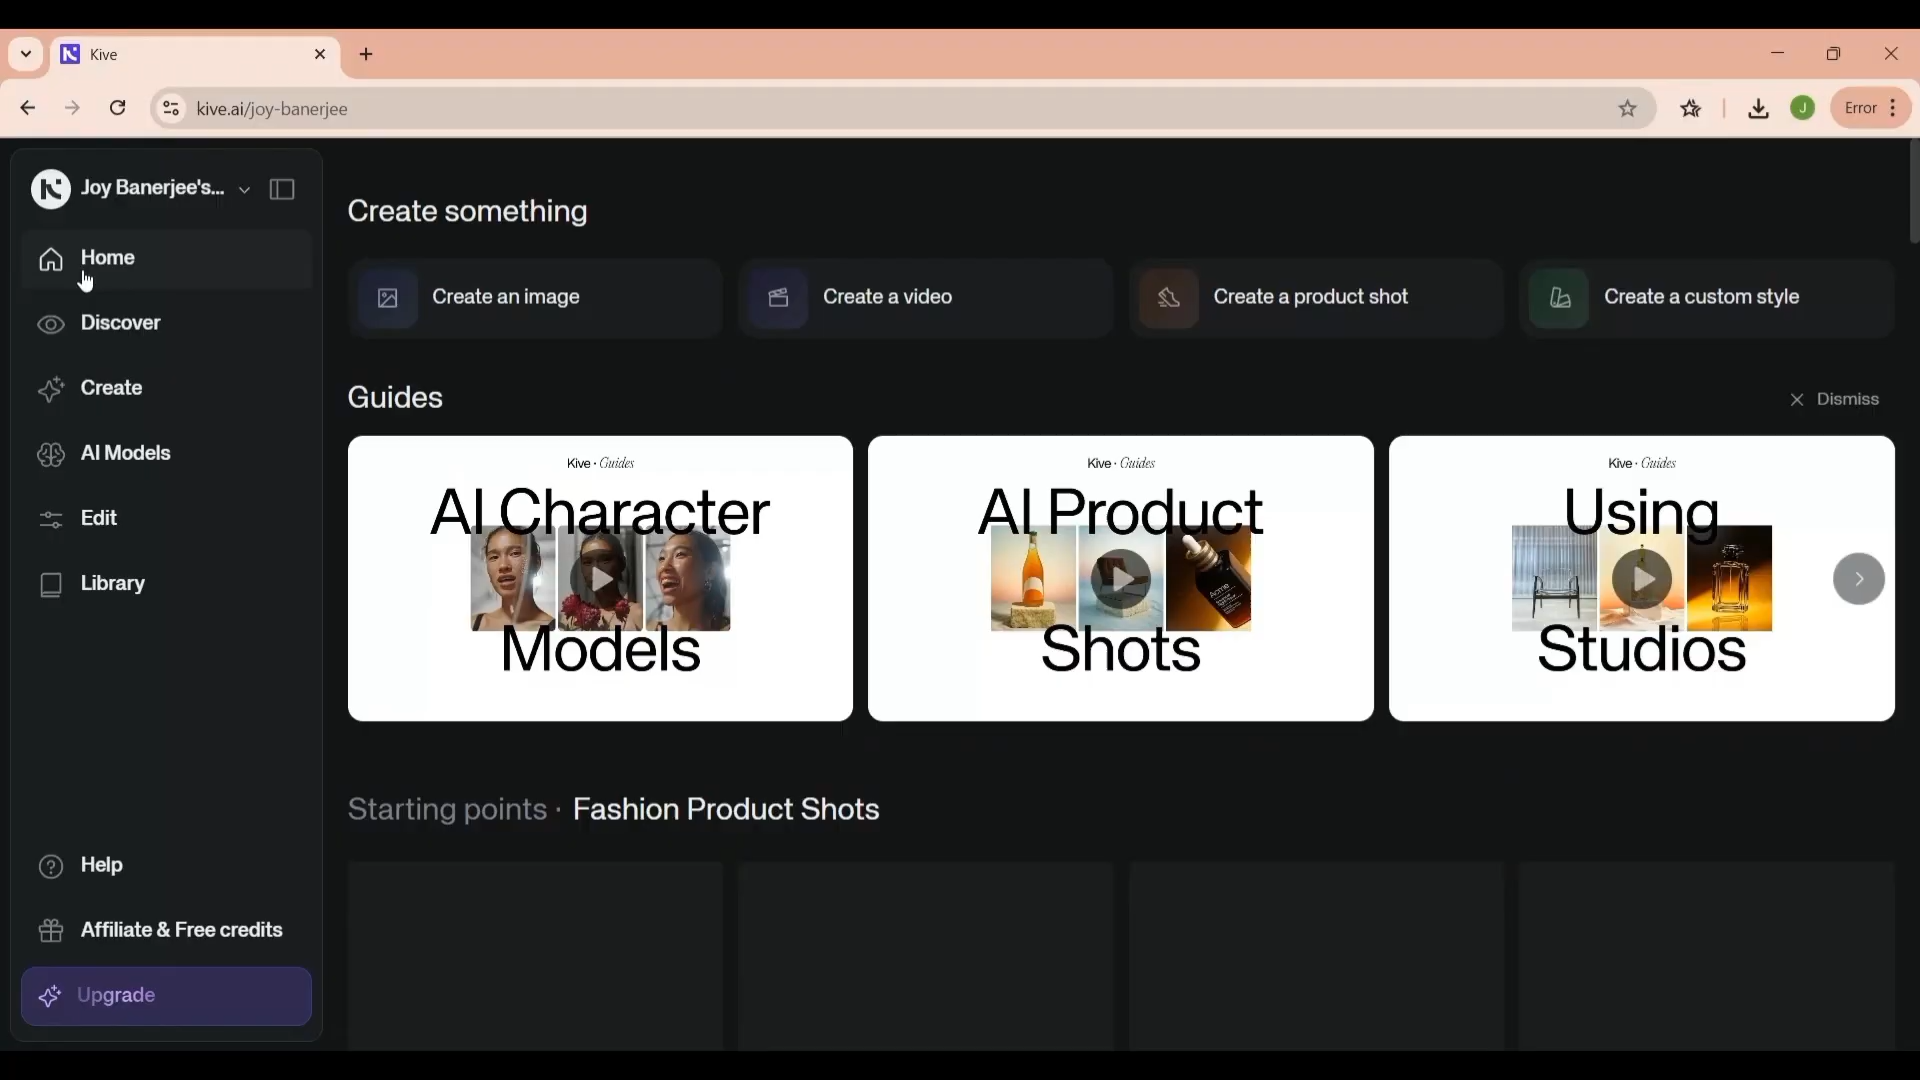 Kive
kive.ai/joy-banerjee
J
Error
Joy Banerjee's...
Home
Discover
Create
AI Models
Edit
Library
Help
Affiliate & Free credits
Upgrade
Create something
Create an image
Create a video
Create a product shot
Create a custom style
Guides
Dismiss
Kive · Guides
AI Character
Models
Kive · Guides
AI Product
Acme
Shots
Kive · Guides
Using
Studios
Starting points · Fashion Product Shots